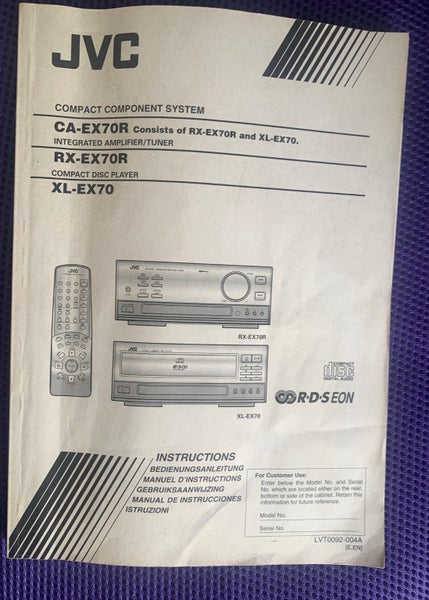 JVC
COMPACT COMPONENT SYSTEM
CA-EX70R Consists of RX-EX70R and XL-EX70.
INTEGRATED AMPLIFIER/TUNER
RX-EX70R
COMPACT DISC PLAYER
XL-EX70
JVC
JVC
RX-EX70R
XL-EX70
COMPACT
disc
DIGITAL AUDIO
R·D·S EON
INSTRUCTIONS
BEDIENUNGSANLEITUNG
MANUEL D'INSTRUCTIONS
GEBRUIKSAANWIJZING
MANUAL DE INSTRUCCIONES
ISTRUZIONI
For Customer Use:
Enter below the Model No. and Serial
No. which are located either on the rear,
bottom or side of the cabinet. Retain this
information for future reference.
Model No.
Serial No.
LVT0092-004A
[E,EN]